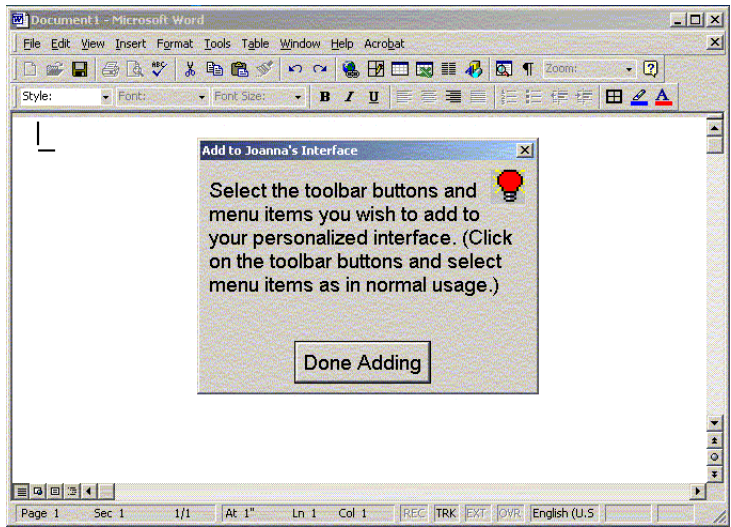 Document1 - Microsoft Word
File Edit View Insert Format Tools Table Window Help Acrobat
ABC Zoom:
Style: Font: Font Size: B I U A
Add to Joanna's Interface
Select the toolbar buttons and
menu items you wish to add to
your personalized interface. (Click
on the toolbar buttons and select
menu items as in normal usage.)
Done Adding
Page 1 Sec 1 1/1 At 1" Ln 1 Col 1 REC TRK EXT OVR English (U.S